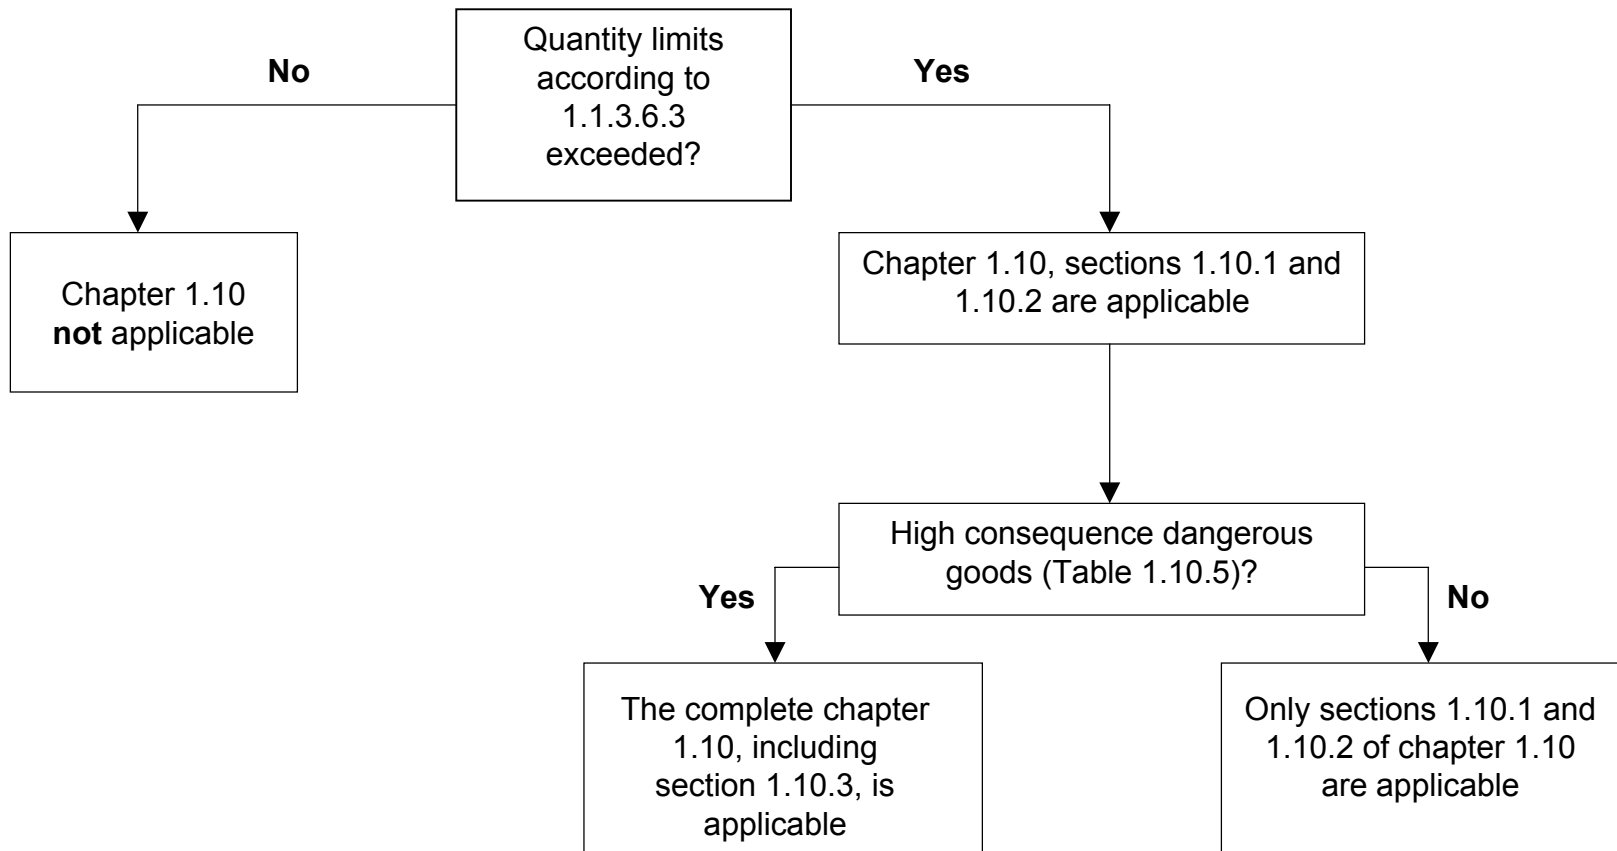 Quantity limits
according to
1.1.3.6.3
exceeded?
No
Yes
Chapter 1.10
not applicable
Chapter 1.10, sections 1.10.1 and
1.10.2 are applicable
High consequence dangerous
goods (Table 1.10.5)?
Yes
No
The complete chapter
1.10, including
section 1.10.3, is
applicable
Only sections 1.10.1 and
1.10.2 of chapter 1.10
are applicable